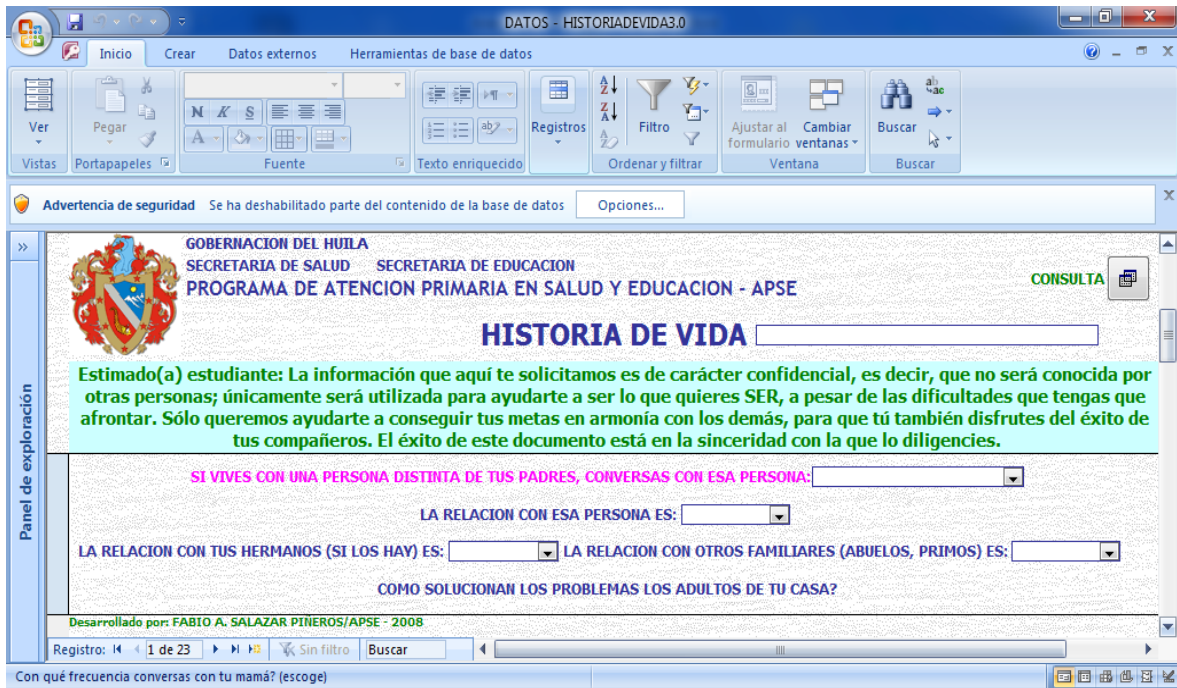 DATOS - HISTORIADEVIDA3.0
Inicio Crear Datos externos Herramientas de base de datos
Ver Pegar N K S Registros Filtro Ajustar al formulario Cambiar ventanas Buscar
Vistas Portapapeles Fuente Texto enriquecido Ordenar y filtrar Ventana Buscar
Advertencia de seguridad Se ha deshabilitado parte del contenido de la base de datos Opciones...
GOBERNACION DEL HUILA
SECRETARIA DE SALUD SECRETARIA DE EDUCACION
PROGRAMA DE ATENCION PRIMARIA EN SALUD Y EDUCACION - APSE
CONSULTA
HISTORIA DE VIDA
Estimado(a) estudiante: La información que aquí te solicitamos es de carácter confidencial, es decir, que no será conocida por
otras personas; únicamente será utilizada para ayudarte a ser lo que quieres SER, a pesar de las dificultades que tengas que
afrontar. Sólo queremos ayudarte a conseguir tus metas en armonía con los demás, para que tú también disfrutes del éxito de
tus compañeros. El éxito de este documento está en la sinceridad con la que lo diligencies.
Panel de exploración
SI VIVES CON UNA PERSONA DISTINTA DE TUS PADRES, CONVERSAS CON ESA PERSONA:
LA RELACION CON ESA PERSONA ES:
LA RELACION CON TUS HERMANOS (SI LOS HAY) ES: LA RELACION CON OTROS FAMILIARES (ABUELOS, PRIMOS) ES:
COMO SOLUCIONAN LOS PROBLEMAS LOS ADULTOS DE TU CASA?
Desarrollado por: FABIO A. SALAZAR PIÑEROS/APSE - 2008
Registro: 1 de 23 Sin filtro Buscar
Con qué frecuencia conversas con tu mamá? (escoge)